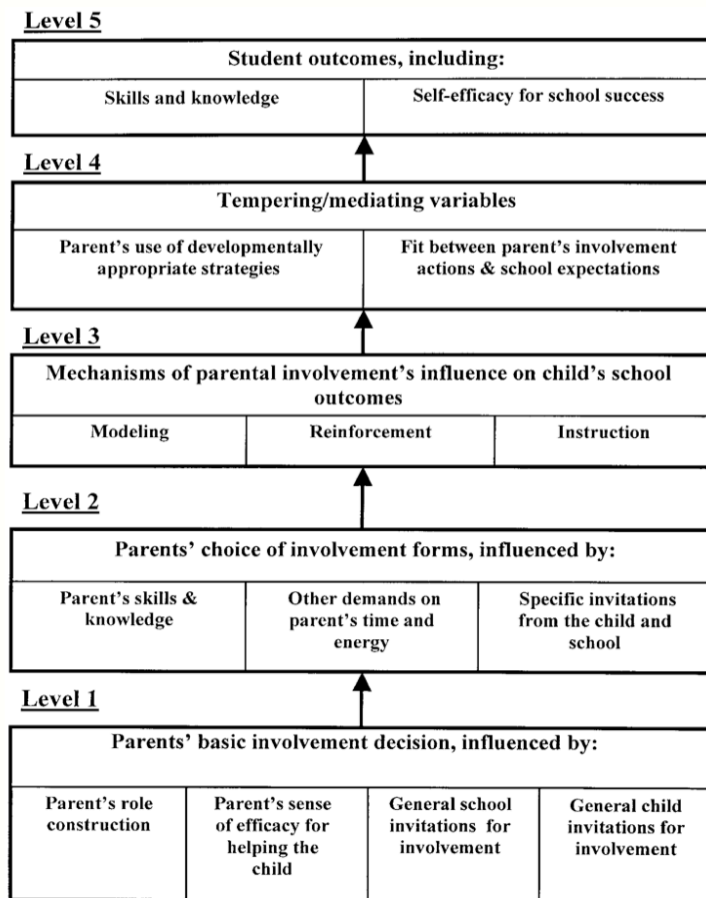 Level 5
Student outcomes, including:
Skills and knowledge
Self-efficacy for school success
Level 4
Tempering/mediating variables
Parent’s use of developmentally
appropriate strategies
Fit between parent’s involvement
actions & school expectations
Level 3
Mechanisms of parental involvement’s influence on child’s school
outcomes
Modeling
Reinforcement
Instruction
Level 2
Parents’ choice of involvement forms, influenced by:
Parent’s skills &
knowledge
Other demands on
parent’s time and
energy
Specific invitations
from the child and
school
Level 1
Parents’ basic involvement decision, influenced by:
Parent’s role
construction
Parent’s sense
of efficacy for
helping the
child
General school
invitations for
involvement
General child
invitations for
involvement